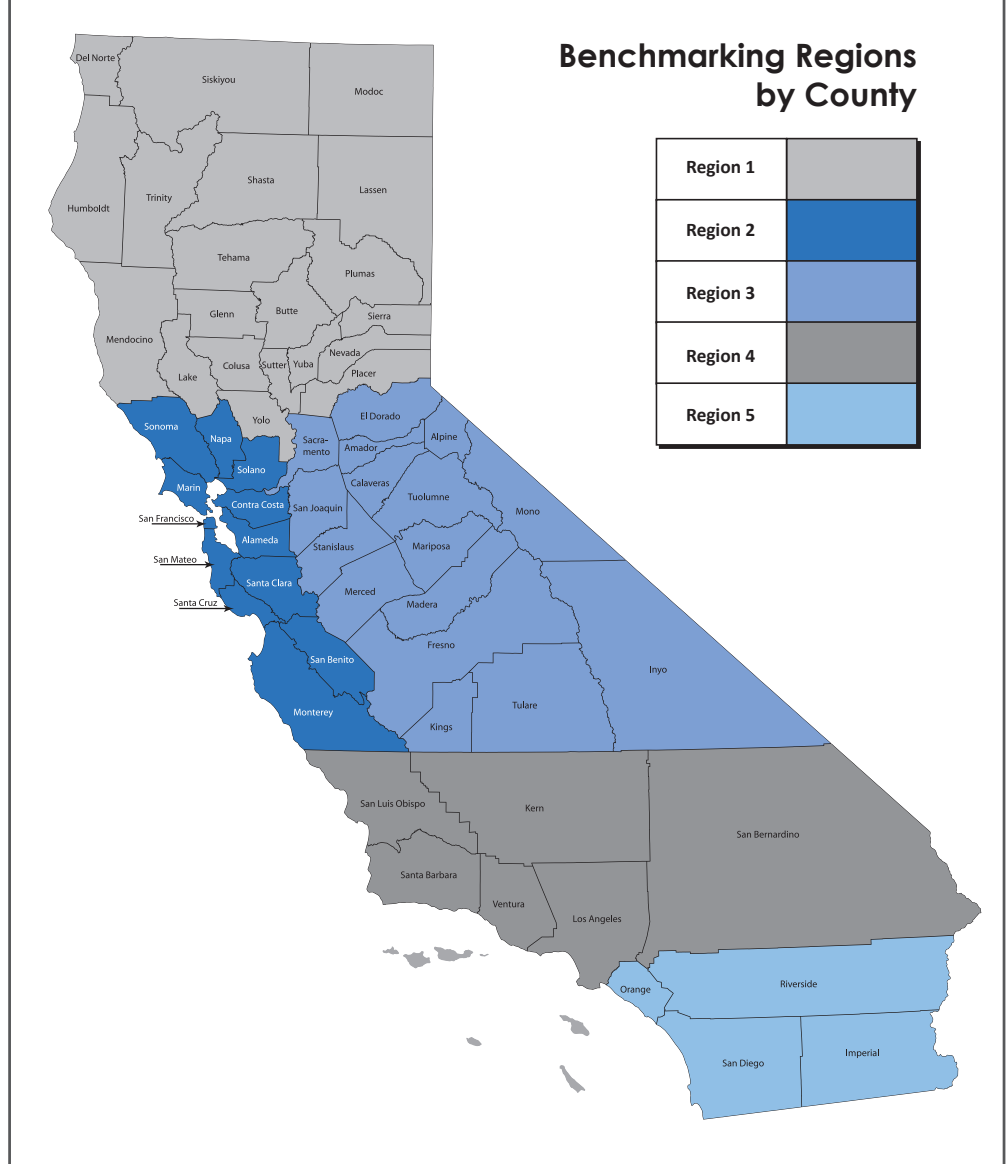 Benchmarking Regions
by County
Region 1
Region 2
Region 3
Region 4
Region 5
Del Norte
Siskiyou
Modoc
Humboldt
Trinity
Shasta
Lassen
Tehama
Plumas
Mendocino
Glenn
Butte
Sierra
Lake
Colusa
Sutter
Yuba
Nevada
Placer
Yolo
Sonoma
Napa
Solano
Sacra-
mento
El Dorado
Amador
Alpine
Marin
Contra Costa
San Joaquin
Calaveras
Tuolumne
Mono
San Francisco
Alameda
Stanislaus
Mariposa
San Mateo
Santa Clara
Merced
Madera
Santa Cruz
San Benito
Fresno
Inyo
Monterey
Kings
Tulare
San Luis Obispo
Kern
San Bernardino
Santa Barbara
Ventura
Los Angeles
Orange
Riverside
San Diego
Imperial